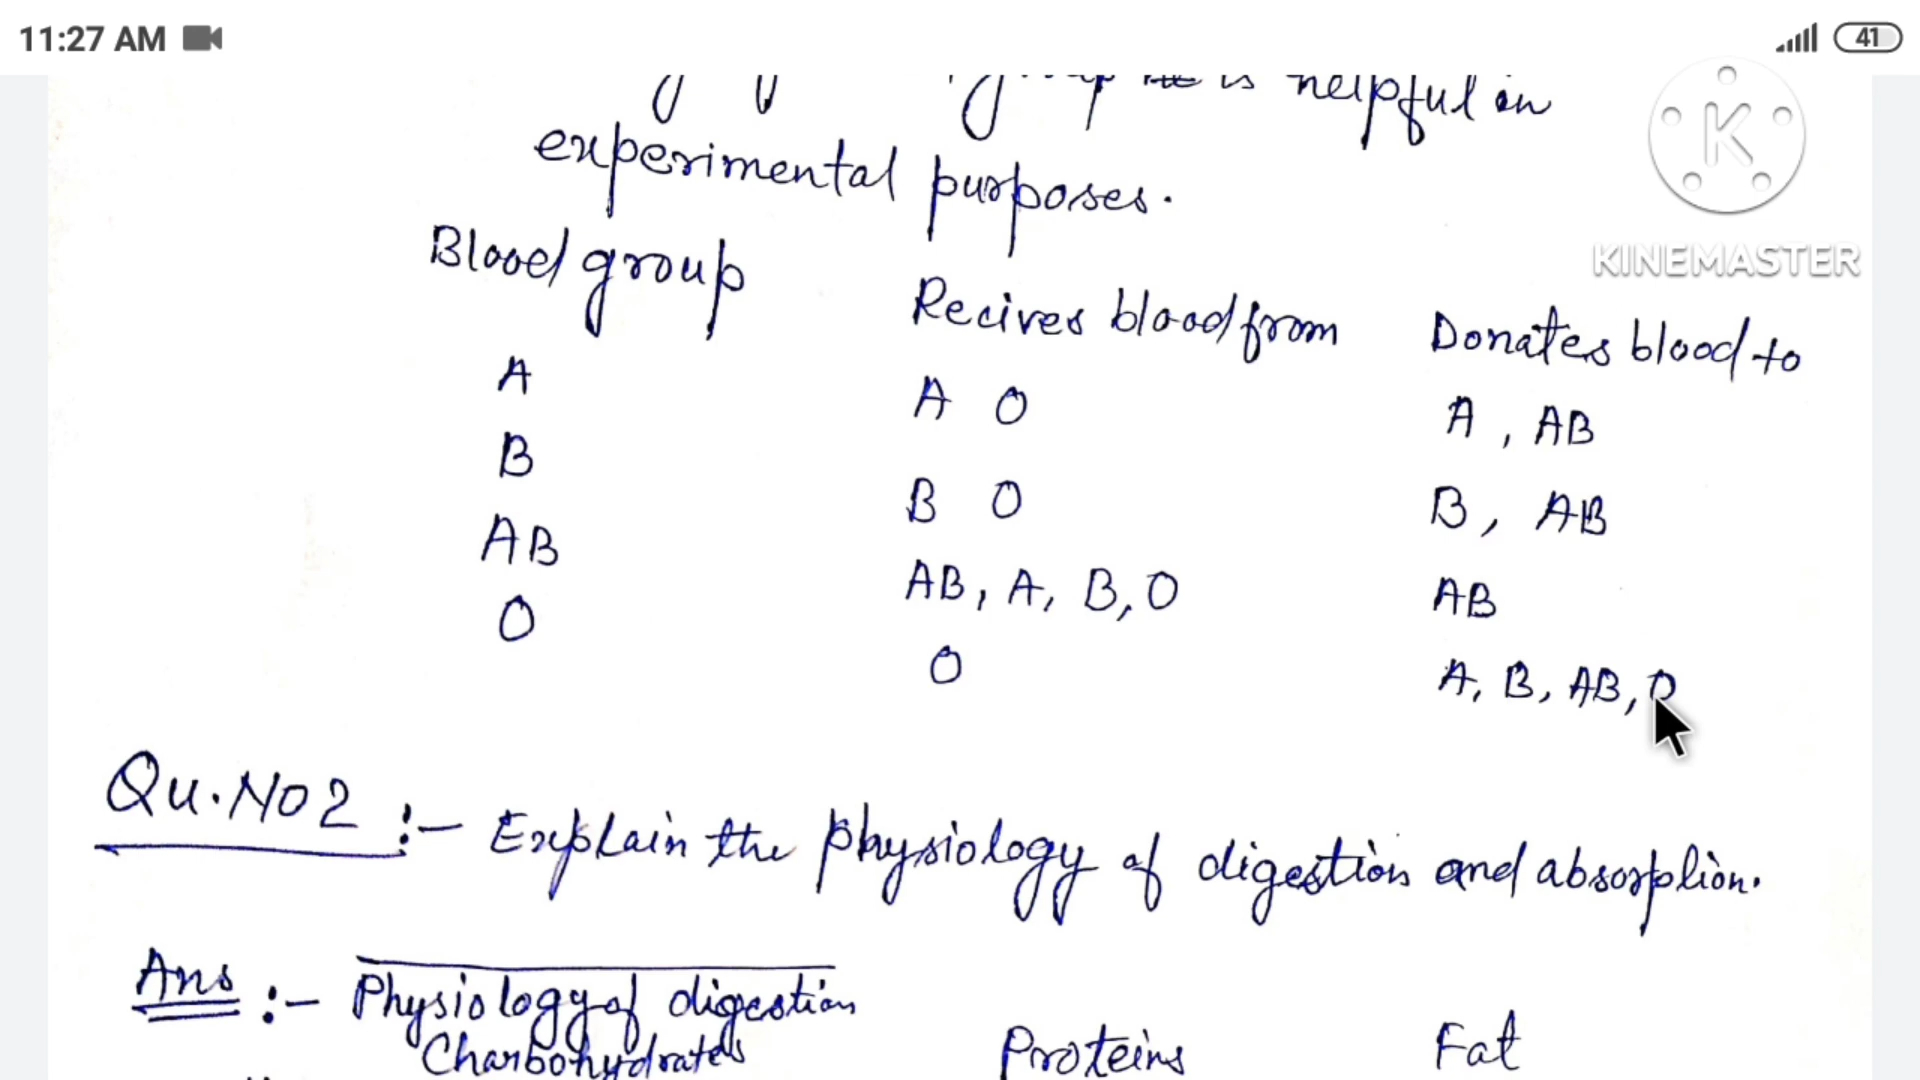 11:27 AM
41
is helpful in
experimental purposes.
K
KINEMASTER
Blood group Recives blood from Donates blood to
A A O A, AB
B B O B, AB
AB AB, A, B, O AB
O O A, B, AB, O
Qu. No 2 :- Explain the physiology of digestion and absorption.
Ans :- Physiology of digestion
Charbohydrates Proteins Fat